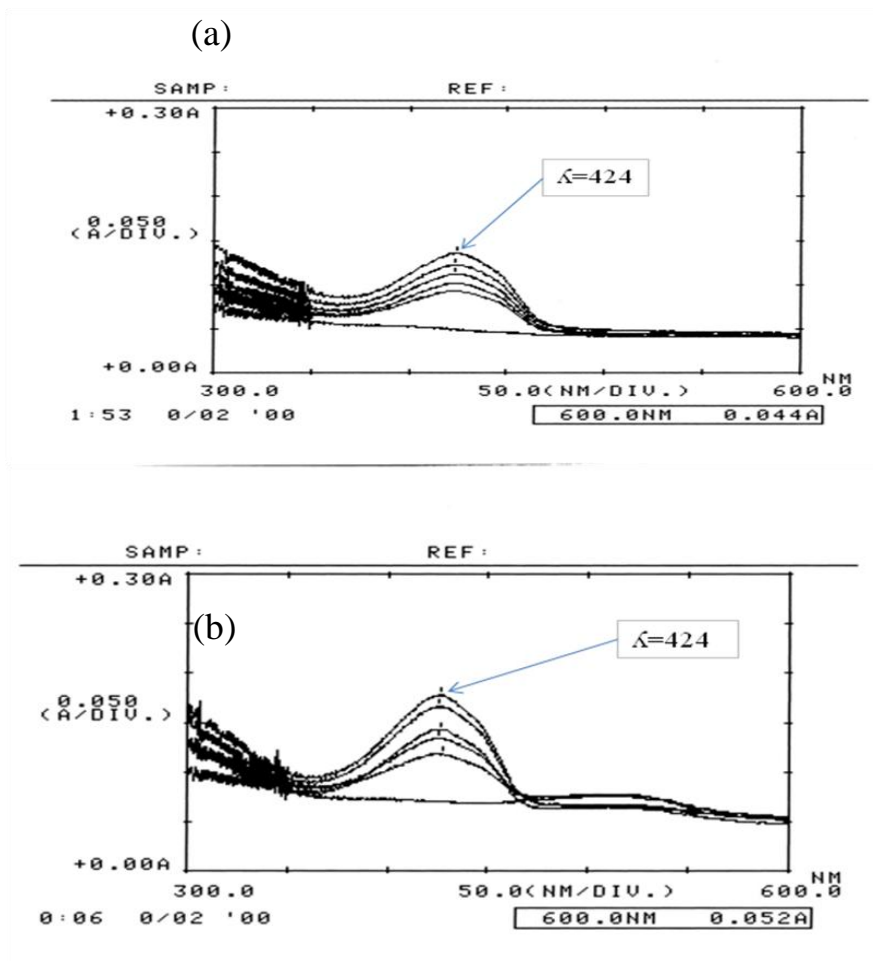 (a)
SAMP: REF:
+0.30A
ʎ=424
0.050
(A/DIV.)
+0.00A
300.0 50.0(NM/DIV.) 600.0 NM
1:53 0/02 '00 600.0NM 0.044A
SAMP: REF:
+0.30A
(b)
ʎ=424
0.050
(A/DIV.)
+0.00A
300.0 50.0(NM/DIV.) 600.0 NM
0:06 0/02 '00 600.0NM 0.052A